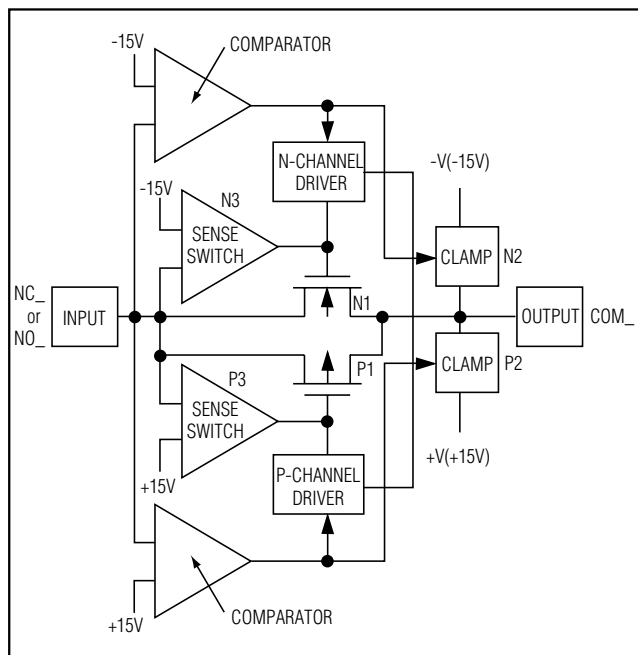 -15V
COMPARATOR
N-CHANNEL
DRIVER
-V(-15V)
-15V
N3
SENSE
SWITCH
CLAMP
N2
NC_
or
NO_
INPUT
N1
OUTPUT
COM_
P1
CLAMP
P2
P3
SENSE
SWITCH
+15V
P-CHANNEL
DRIVER
+V(+15V)
+15V
COMPARATOR